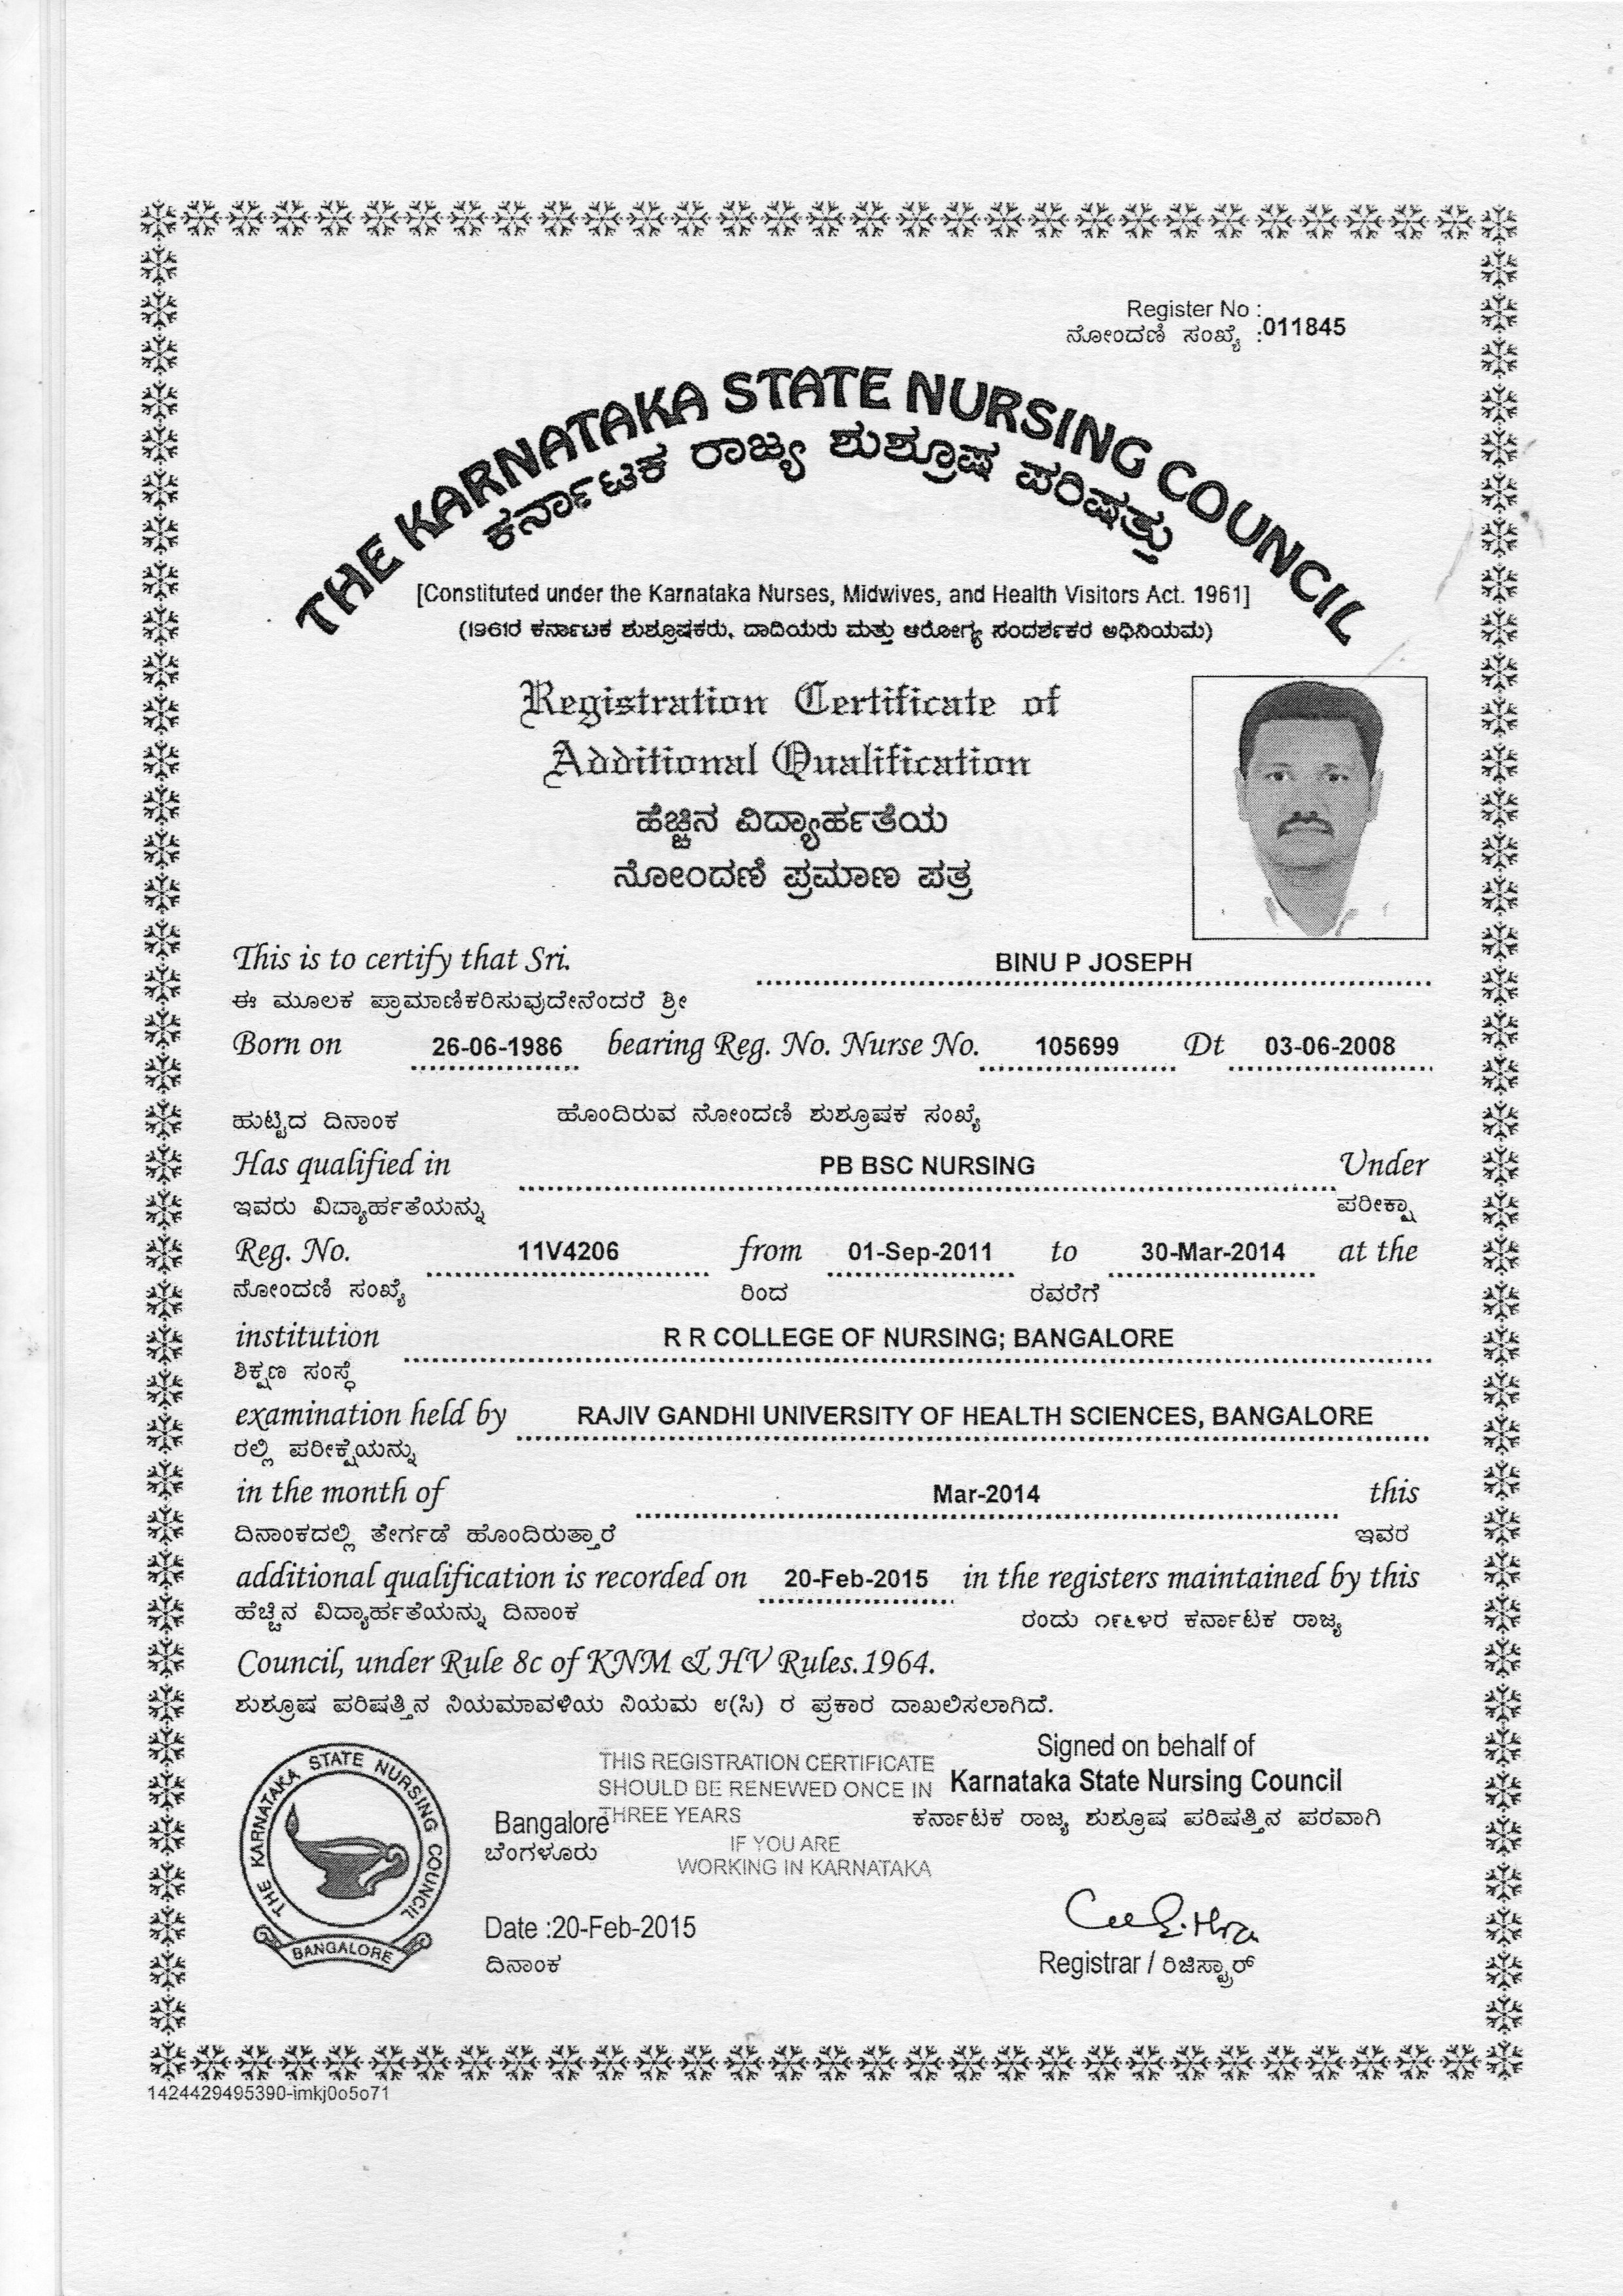 Register No :
ನೋಂದಣಿ ಸಂಖ್ಯೆ :011845
THE KARNATAKA STATE NURSING COUNCIL
ಕರ್ನಾಟಕ ರಾಜ್ಯ ಶುಶ್ರೂಷ ಪರಿಷತ್ತು
[Constituted under the Karnataka Nurses, Midwives, and Health Visitors Act. 1961]
(1961ರ ಕರ್ನಾಟಕ ಶುಶ್ರೂಷಕರು, ದಾದಿಯರು ಮತ್ತು ಆರೋಗ್ಯ ಸಂದರ್ಶಕರ ಅಧಿನಿಯಮ)
Registration Certificate of
Additional Qualification
ಹೆಚ್ಚಿನ ವಿದ್ಯಾರ್ಹತೆಯ
ನೋಂದಣಿ ಪ್ರಮಾಣ ಪತ್ರ
This is to certify that Sri. BINU P JOSEPH
ಈ ಮೂಲಕ ಪ್ರಾಮಾಣಿಕರಿಸುವುದೇನೆಂದರೆ ಶ್ರೀ
Born on 26-06-1986 bearing Reg. No. Nurse No. 105699 Dt 03-06-2008
ಹುಟ್ಟಿದ ದಿನಾಂಕ ಹೊಂದಿರುವ ನೋಂದಣಿ ಶುಶ್ರೂಷಕ ಸಂಖ್ಯೆ
Has qualified in PB BSC NURSING Under
ಇವರು ವಿದ್ಯಾರ್ಹತೆಯನ್ನು ಪರೀಕ್ಷಾ
Reg. No. 11V4206 from 01-Sep-2011 to 30-Mar-2014 at the
ನೋಂದಣಿ ಸಂಖ್ಯೆ ರಿಂದ ರವರೆಗೆ
institution R R COLLEGE OF NURSING; BANGALORE
ಶಿಕ್ಷಣ ಸಂಸ್ಥೆ
examination held by RAJIV GANDHI UNIVERSITY OF HEALTH SCIENCES, BANGALORE
ರಲ್ಲಿ ಪರೀಕ್ಷೆಯನ್ನು
in the month of Mar-2014 this
ದಿನಾಂಕದಲ್ಲಿ ತೇರ್ಗಡೆ ಹೊಂದಿರುತ್ತಾರೆ ಇವರ
additional qualification is recorded on 20-Feb-2015 in the registers maintained by this
ಹೆಚ್ಚಿನ ವಿದ್ಯಾರ್ಹತೆಯನ್ನು ದಿನಾಂಕ ರಂದು ೧೯೬೪ರ ಕರ್ನಾಟಕ ರಾಜ್ಯ
Council, under Rule 8c of KNM & HV Rules.1964.
ಶುಶ್ರೂಷ ಪರಿಷತ್ತಿನ ನಿಯಮಾವಳಿಯ ನಿಯಮ ೮(ಸಿ) ರ ಪ್ರಕಾರ ದಾಖಲಿಸಲಾಗಿದೆ.
THE KARNATAKA STATE NURSING COUNCIL
BANGALORE
THIS REGISTRATION CERTIFICATE
SHOULD BE RENEWED ONCE IN
THREE YEARS
IF YOU ARE
WORKING IN KARNATAKA
Bangalore
ಬೆಂಗಳೂರು
Date :20-Feb-2015
ದಿನಾಂಕ
Signed on behalf of
Karnataka State Nursing Council
ಕರ್ನಾಟಕ ರಾಜ್ಯ ಶುಶ್ರೂಷ ಪರಿಷತ್ತಿನ ಪರವಾಗಿ
Registrar / ರಿಜಿಸ್ಟ್ರಾರ್
1424429495390-imkj0o5o71